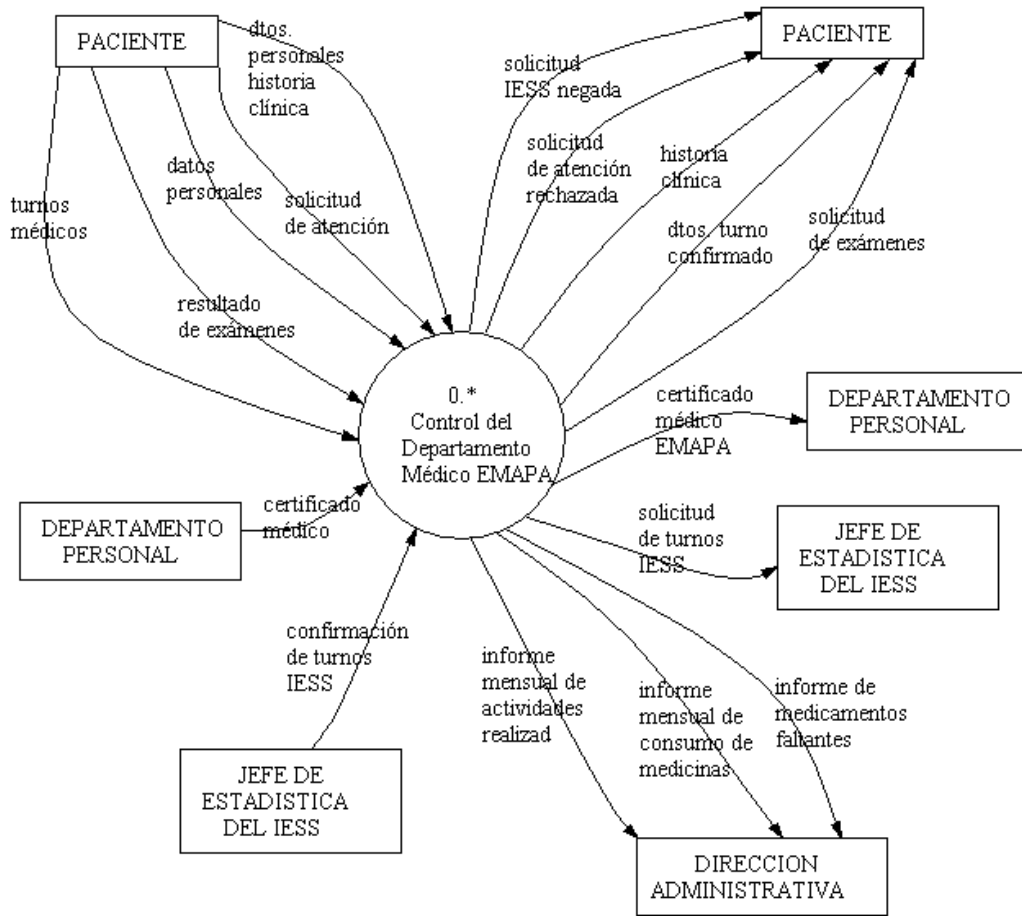 PACIENTE
dtos.
personales
historia
clínica
PACIENTE
solicitud
IESS negada
datos
personales
solicitud
de atención
solicitud
de atención
rechazada
historia
clínica
turnos
médicos
dtos. turno
confirmado
solicitud
de exámenes
resultado
de exámenes
0.*
Control del
Departamento
Médico EMAPA
certificado
médico
EMAPA
DEPARTAMENTO
PERSONAL
DEPARTAMENTO
PERSONAL
certificado
médico
solicitud
de turnos
IESS
JEFE DE
ESTADISTICA
DEL IESS
confirmación
de turnos
IESS
informe
mensual de
actividades
realizad
informe
mensual de
consumo de
medicinas
informe de
medicamentos
faltantes
JEFE DE
ESTADISTICA
DEL IESS
DIRECCION
ADMINISTRATIVA